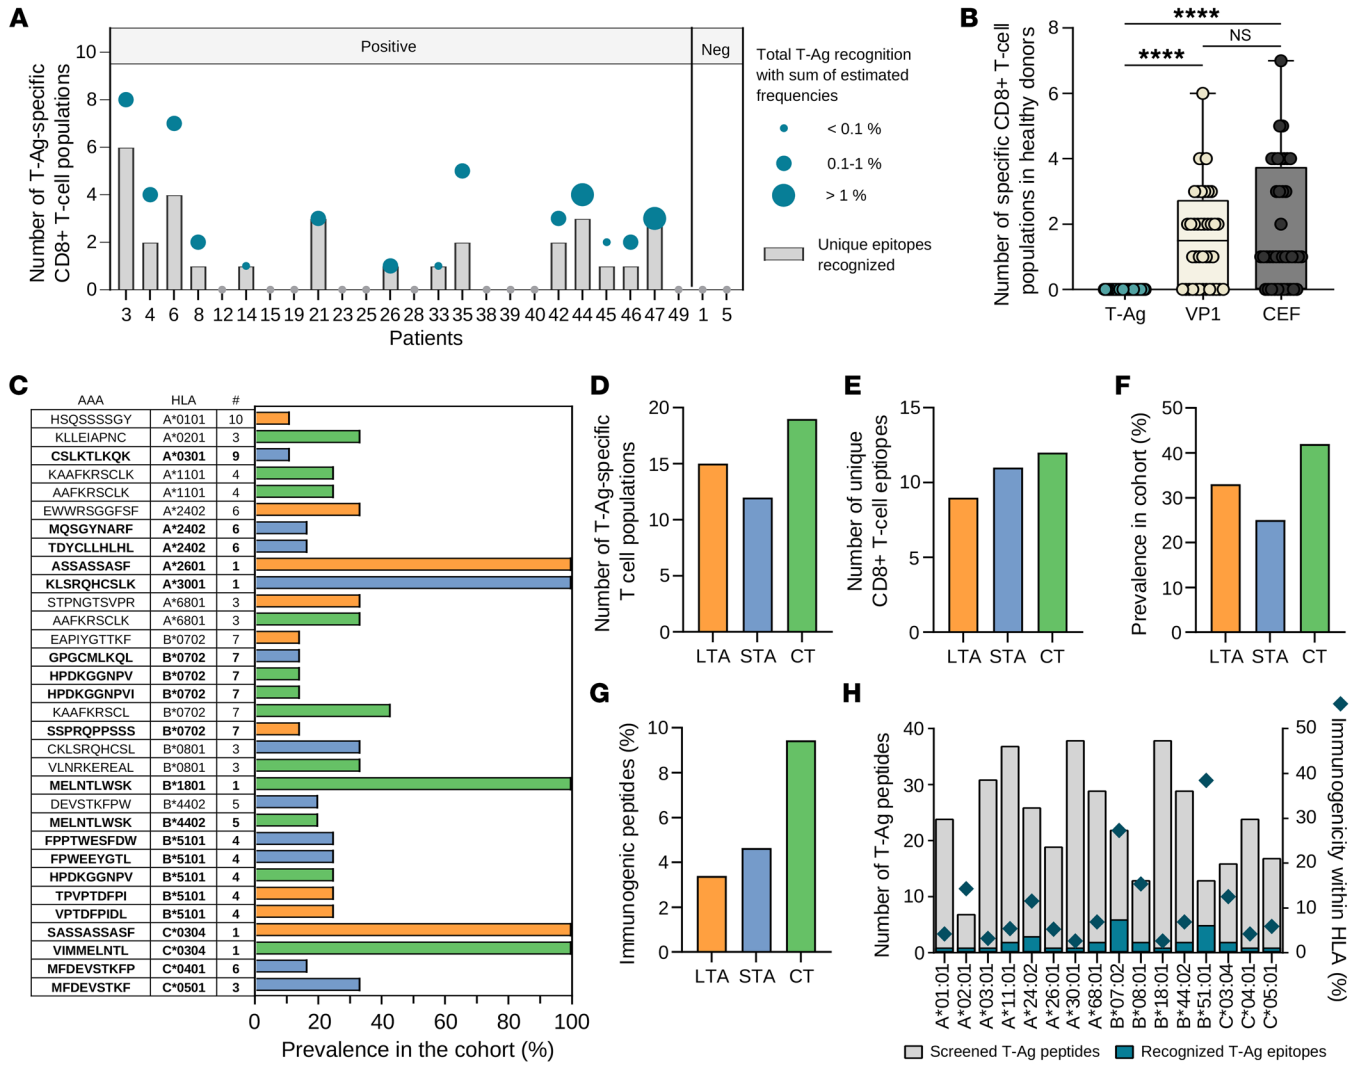 A
Number of T-Ag-specific
CD8+ T-cell populations
10
8
6
4
2
0
Positive
Neg
3 4 6 8 12 14 15 19 21 23 25 26 28 33 35 38 39 40 42 44 45 46 47 49 1 5
Patients
Total T-Ag recognition
with sum of estimated
frequencies
< 0.1 %
0.1-1 %
> 1 %
Unique epitopes
recognized
B
Number of specific CD8+ T-cell
populations in healthy donors
8
6
4
2
0
****
****
NS
T-Ag VP1 CEF
C
AAA HLA #
HSQSSSSGY A*0101 10
KLLEIAPNC A*0201 3
CSLKTLKQK A*0301 9
KAAFKRSCLK A*1101 4
AAFKRSCLK A*1101 4
EWWRSGGFSF A*2402 6
MQSGYNARF A*2402 6
TDYCLLHLHL A*2402 6
ASSASSASF A*2601 1
KLSRQHCSLK A*3001 1
STPNGTSVPR A*6801 3
AAFKRSCLK A*6801 3
EAPIYGTTKF B*0702 7
GPGCMLKQL B*0702 7
HPDKGGNPV B*0702 7
HPDKGGNPVI B*0702 7
KAAFKRSCL B*0702 7
SSPRQPPSSS B*0702 7
CKLSRQHCSL B*0801 3
VLNRKEREAL B*0801 3
MELNTLWSK B*1801 1
DEVSTKFPW B*4402 5
MELNTLWSK B*4402 5
FPPTWESFDW B*5101 4
FPWEEYGTL B*5101 4
HPDKGGNPV B*5101 4
TPVPTDFPI B*5101 4
VPTDFPIDL B*5101 4
SASSASSASF C*0304 1
VIMMELNTL C*0304 1
MFDEVSTKFP C*0401 6
MFDEVSTKF C*0501 3
0 20 40 60 80 100
Prevalence in the cohort (%)
D
Number of T-Ag-specific
T cell populations
20
15
10
5
0
LTA STA CT
E
Number of unique
CD8+ T-cell eptiopes
15
10
5
0
LTA STA CT
F
Prevalence in cohort (%)
50
40
30
20
10
0
LTA STA CT
G
Immunogenic peptides (%)
10
8
6
4
2
0
LTA STA CT
H
Number of T-Ag peptides
40
30
20
10
0
50
40
30
20
10
0
Immunogenicity within HLA (%)
A*01:01 A*02:01 A*03:01 A*11:01 A*24:02 A*26:01 A*30:01 A*68:01 B*07:02 B*08:01 B*18:01 B*44:02 B*51:01 C*03:04 C*04:01 C*05:01
Screened T-Ag peptides
Recognized T-Ag epitopes